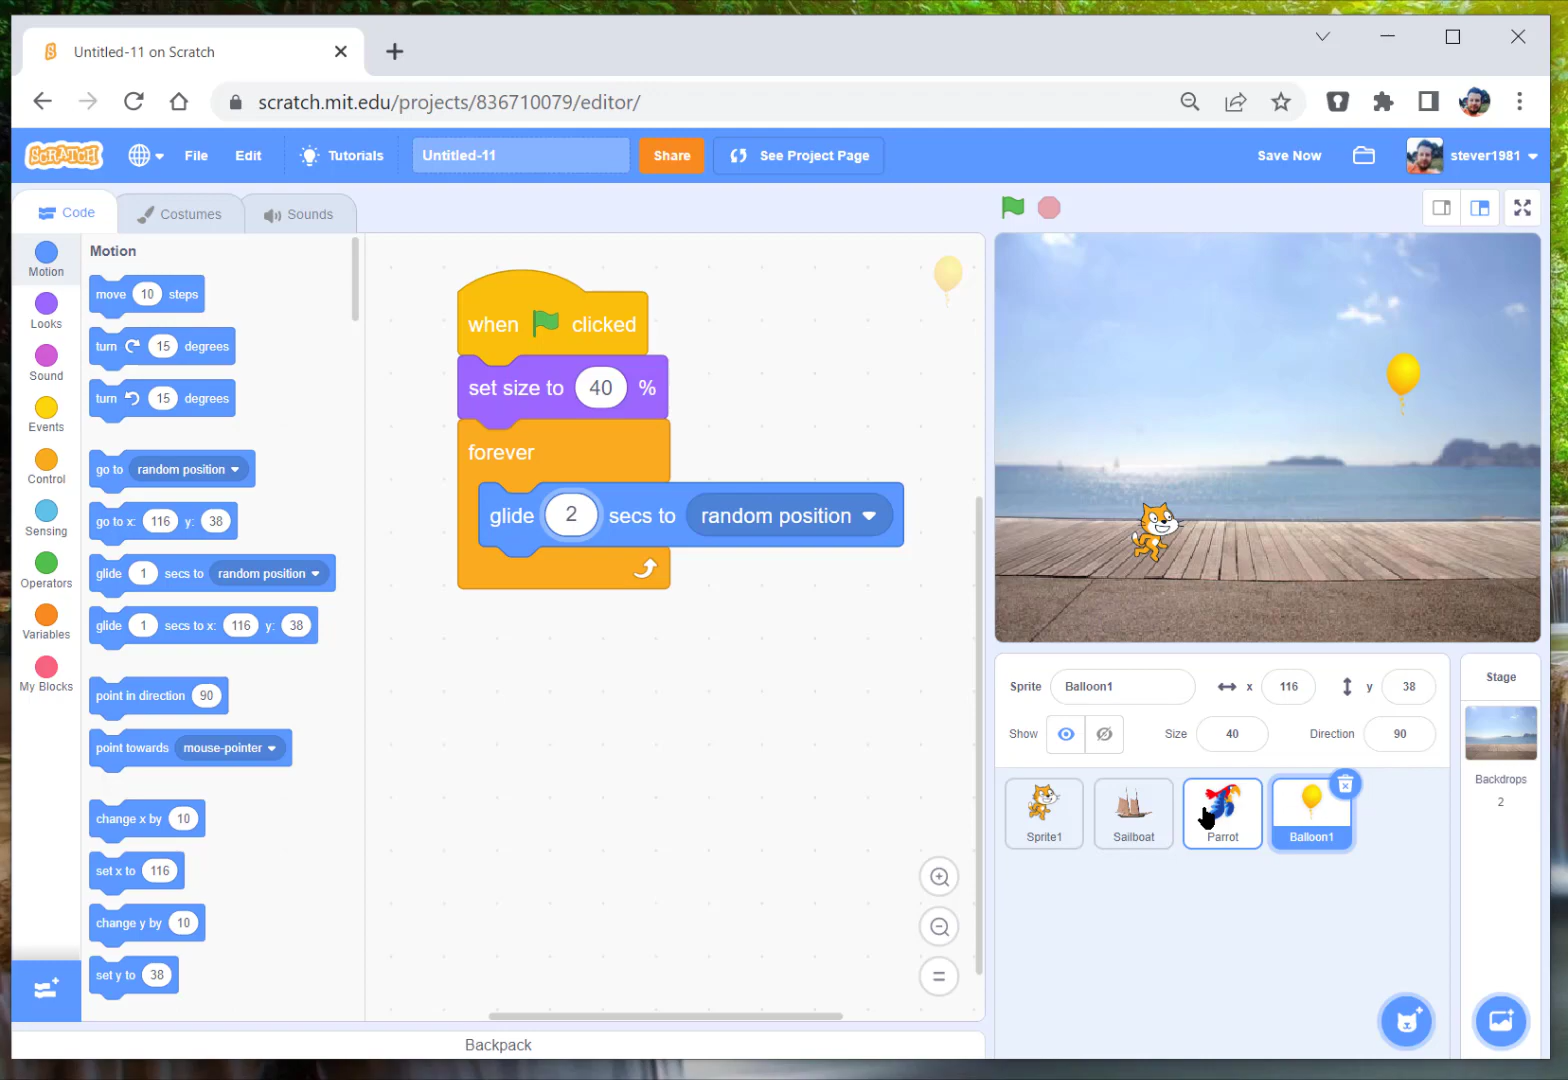 Untitled-11 on Scratch
scratch.mit.edu/projects/836710079/editor/
SCRATCH
File
Edit
Tutorials
Untitled-11
Share
See Project Page
Save Now
stever1981
Code
Costumes
Sounds
Motion
Looks
Sound
Events
Control
Sensing
Operators
Variables
My Blocks
Motion
move 10 steps
turn 15 degrees
turn 15 degrees
go to random position
go to x: 116 y: 38
glide 1 secs to random position
glide 1 secs to x: 116 y: 38
point in direction 90
point towards mouse-pointer
change x by 10
set x to 116
change y by 10
set y to 38
when clicked
set size to 40 %
forever
glide 2 secs to random position
Backpack
Sprite Balloon1 x 116 y 38
Show Size 40 Direction 90
Sprite1
Sailboat
Parrot
Balloon1
Stage
Backdrops
2